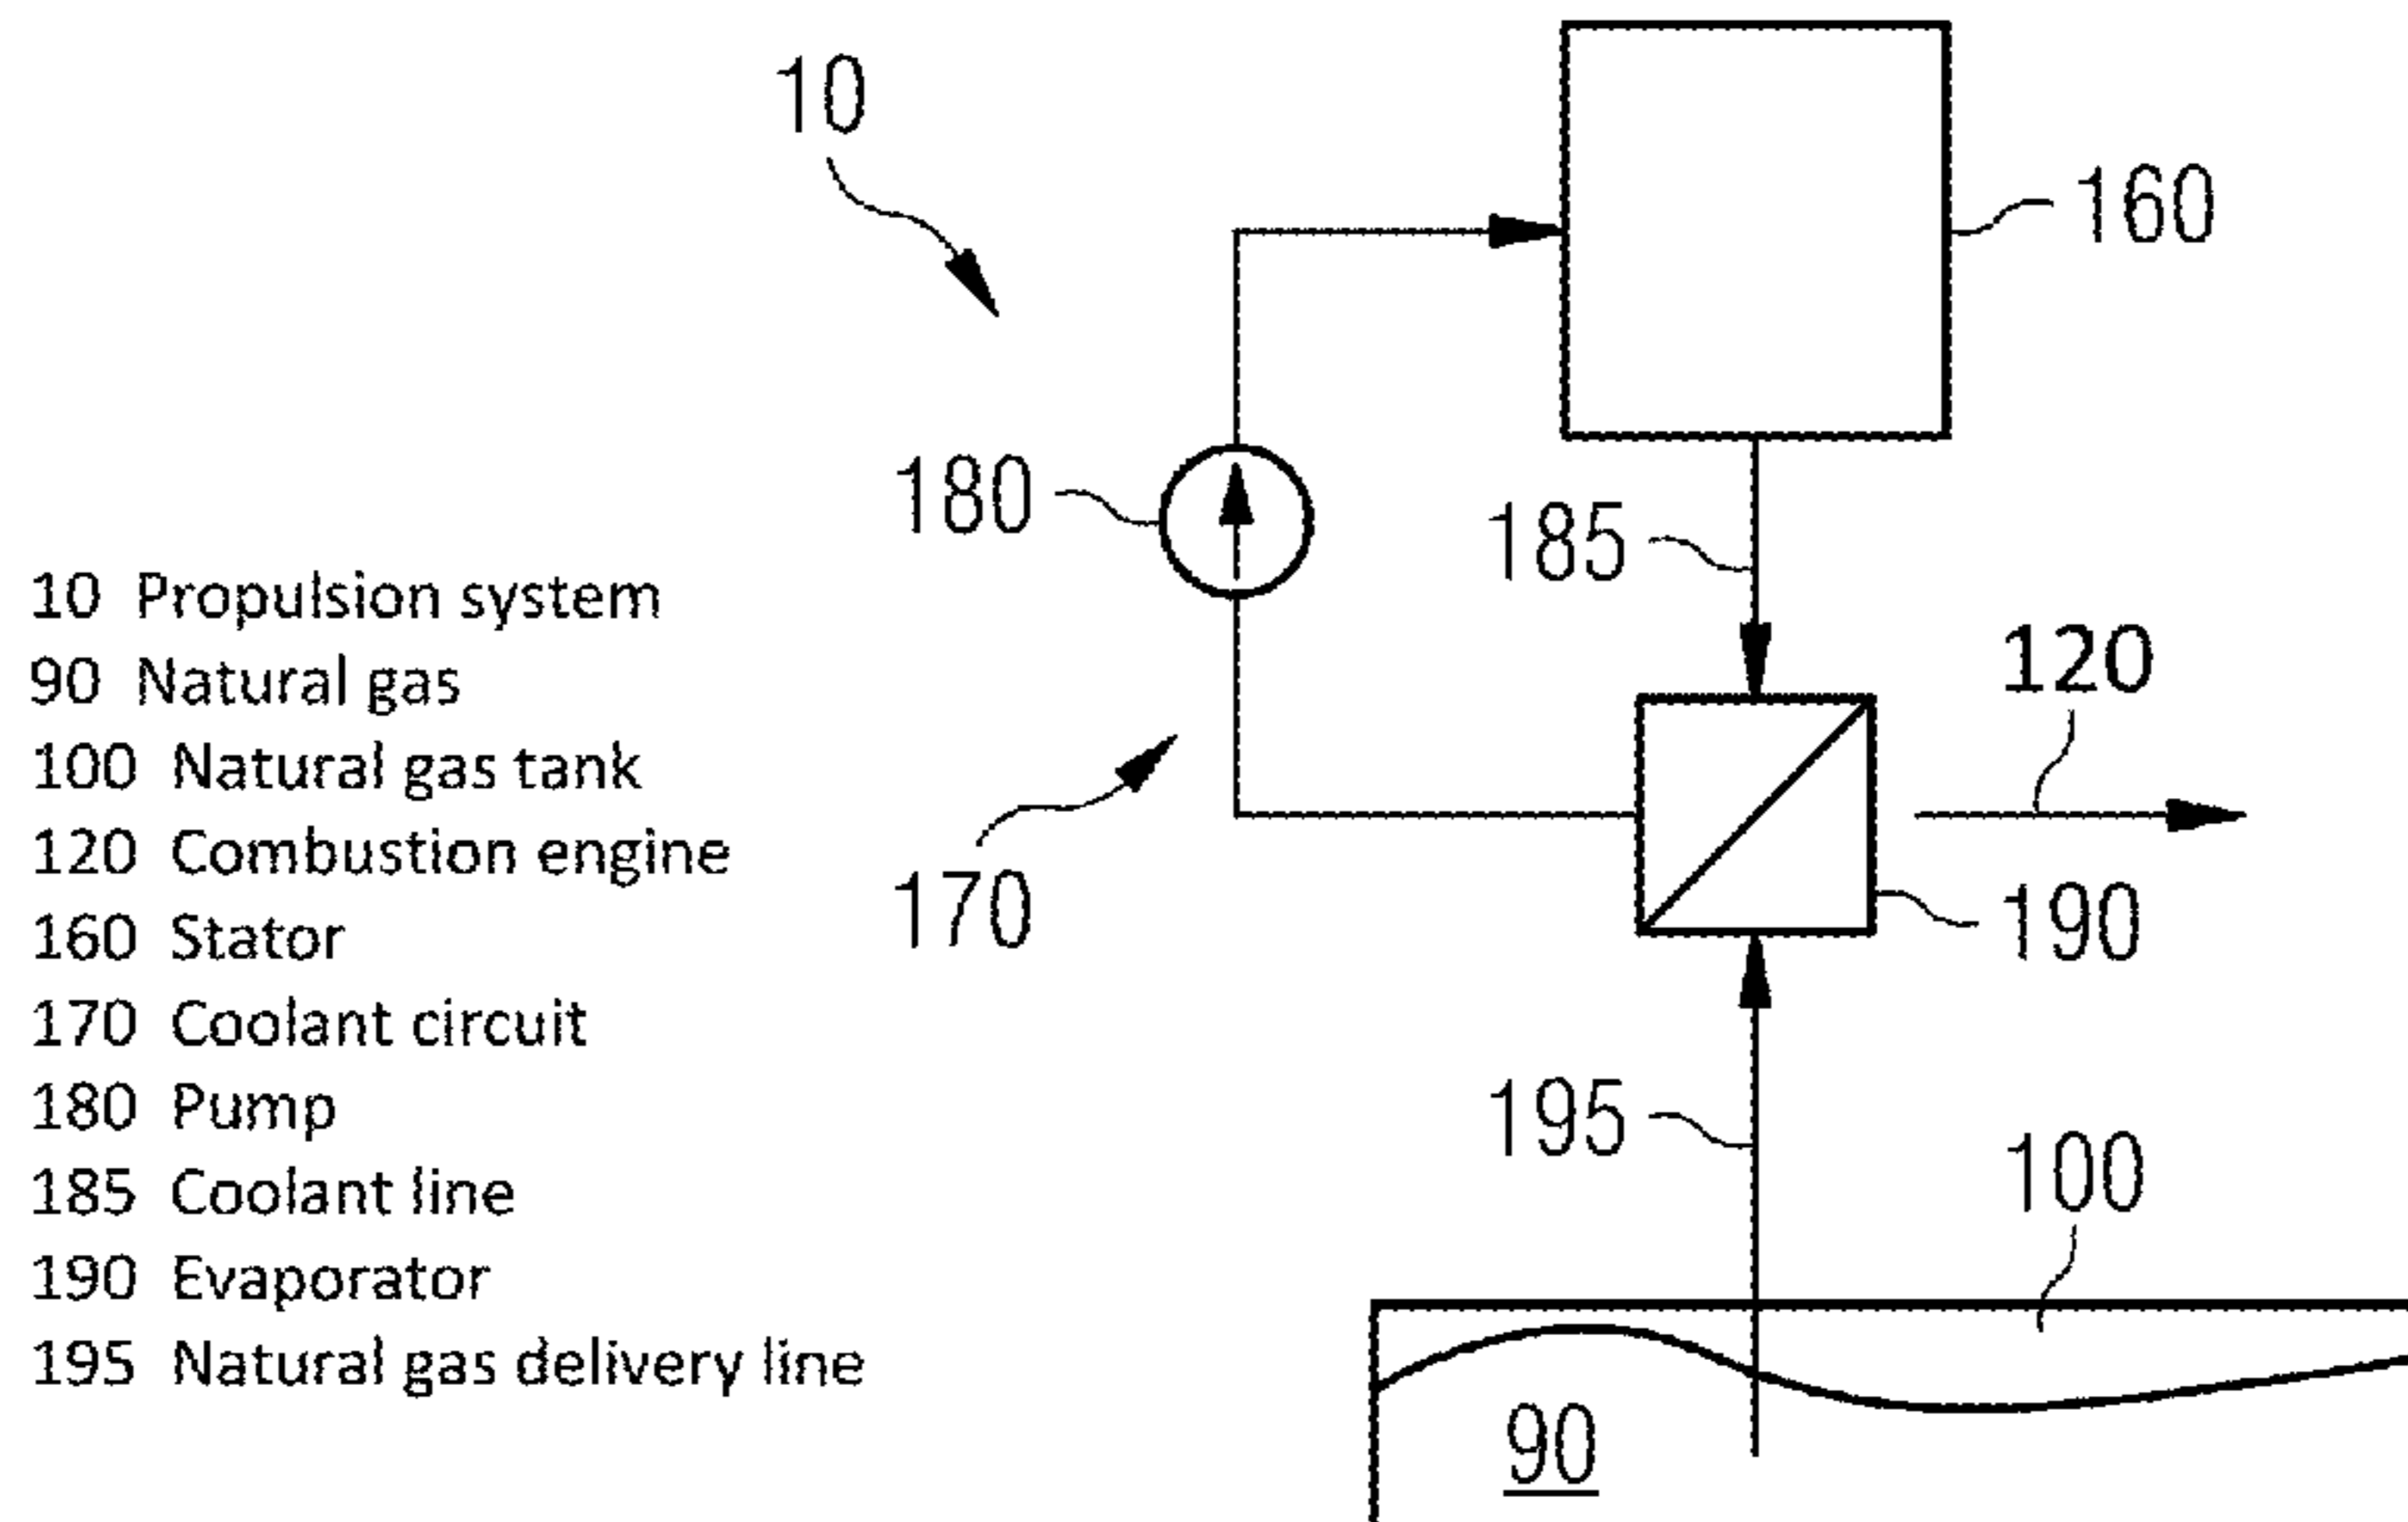 10
160
180
185
120
170
190
195
100
90
10 Propulsion system
90 Natural gas
100 Natural gas tank
120 Combustion engine
160 Stator
170 Coolant circuit
180 Pump
185 Coolant line
190 Evaporator
195 Natural gas delivery line